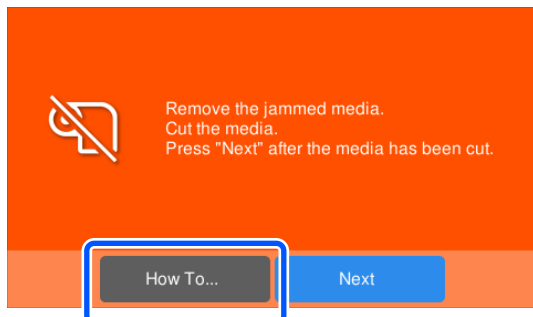 Remove the jammed media.
Cut the media.
Press "Next" after the media has been cut.
How To...
Next